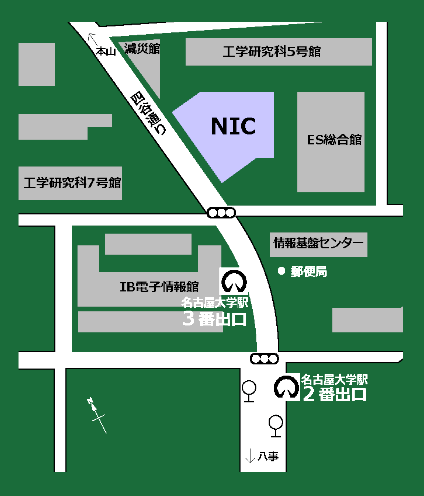 本山
減災館
工学研究科5号館
四谷通り
NIC
ES総合館
工学研究科7号館
情報基盤センター
郵便局
IB電子情報館
名古屋大学駅
3番出口
名古屋大学駅
2番出口
N
八事